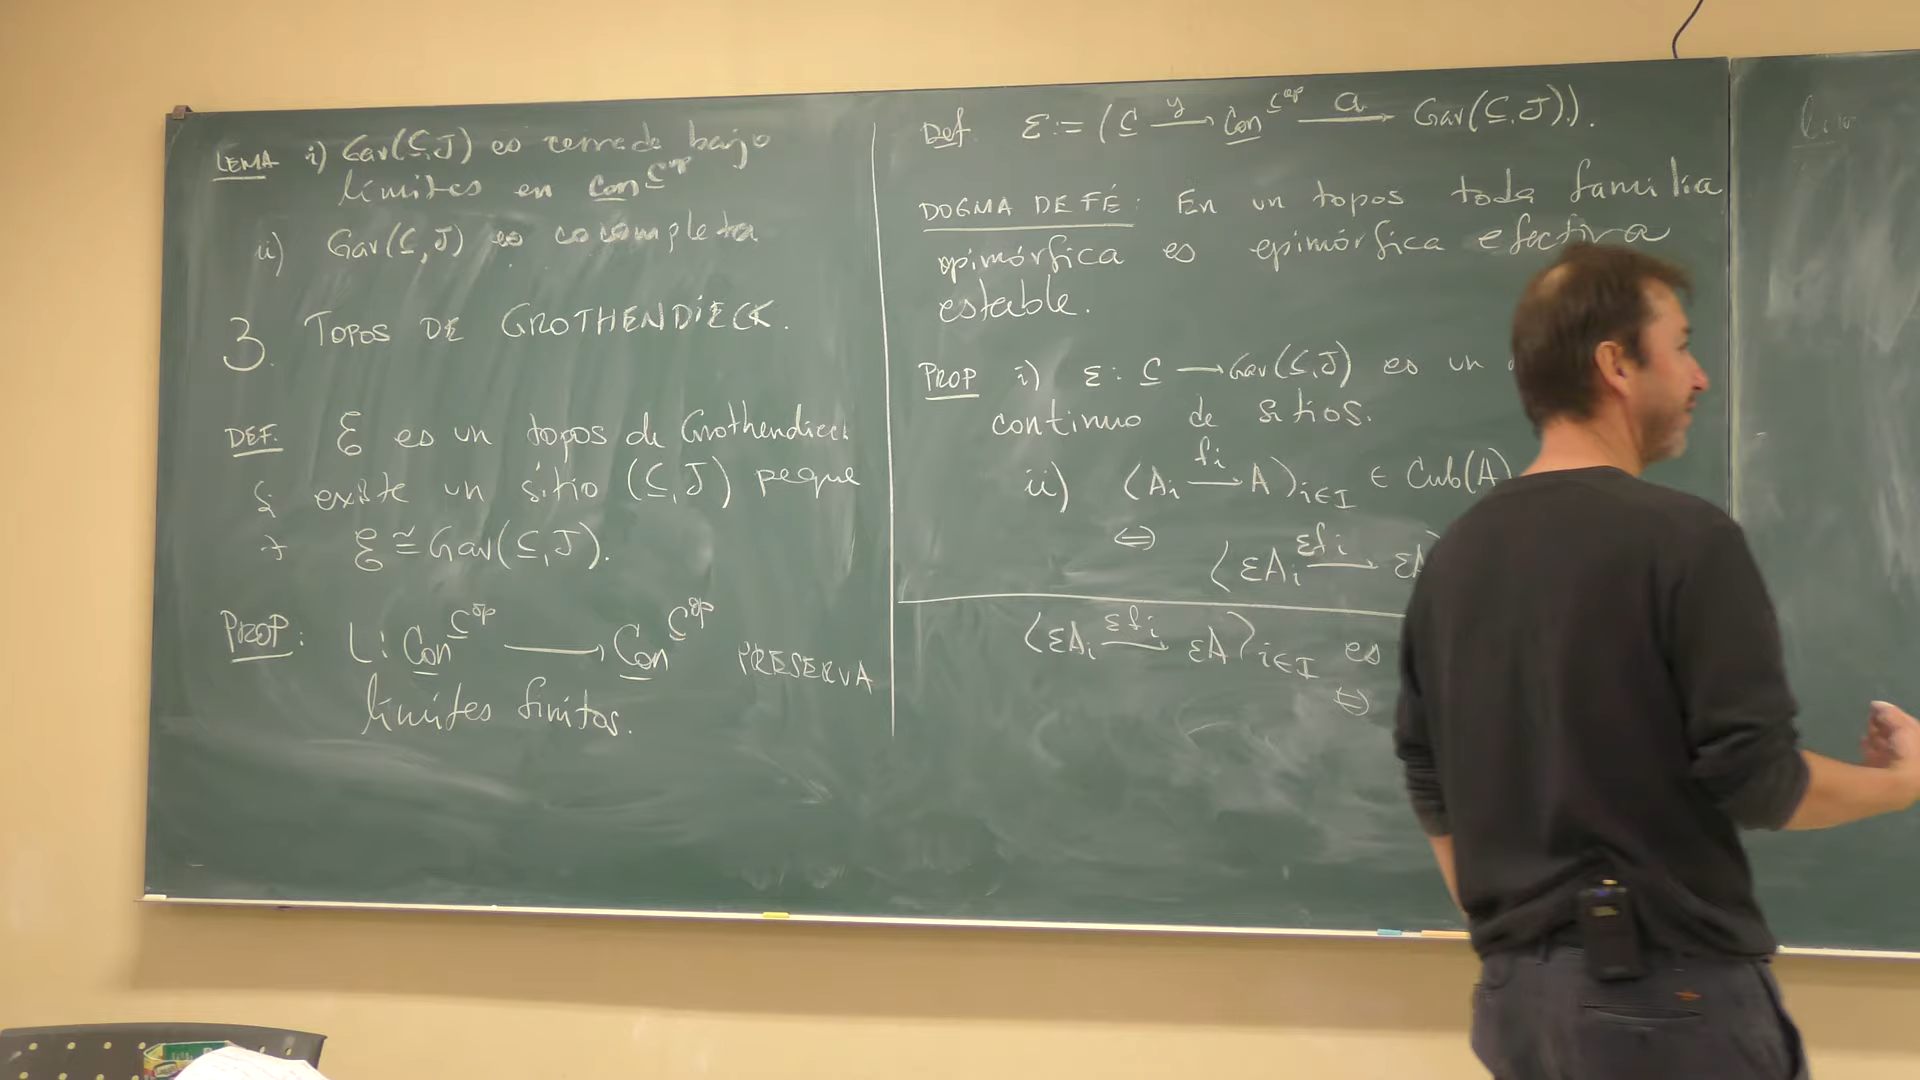 LEMA i) Gav(C,J) es cerrada bajo
límites en Con^C^op
ii) Gav(C,J) es cocompleta
3. TOPOS DE GROTHENDIECK.
DEF. ℰ es un topos de Grothendieck
si existe un sitio (C,J) peque
+ ℰ ≅ Gav(C,J).
PROP: L: Con^C^op ⟶ Con^C^op PRESERVA
límites finitos.
Def. ε := (C —y→ Con^C^op —a→ Gav(C,J)).
DOGMA DE FÉ: En un topos toda familia
epimórfica es epimórfica efectiva
estable.
PROP i) ε: C ⟶ Gav(C,J) es un
continuo de sitios.
ii) ⟨A_i —f_i→ A⟩_{i∈I} ∈ Cub(A)
⇔ ⟨εA_i —εf_i→ εA
⟨εA_i —εf_i→ εA⟩_{i∈I} es
⇔